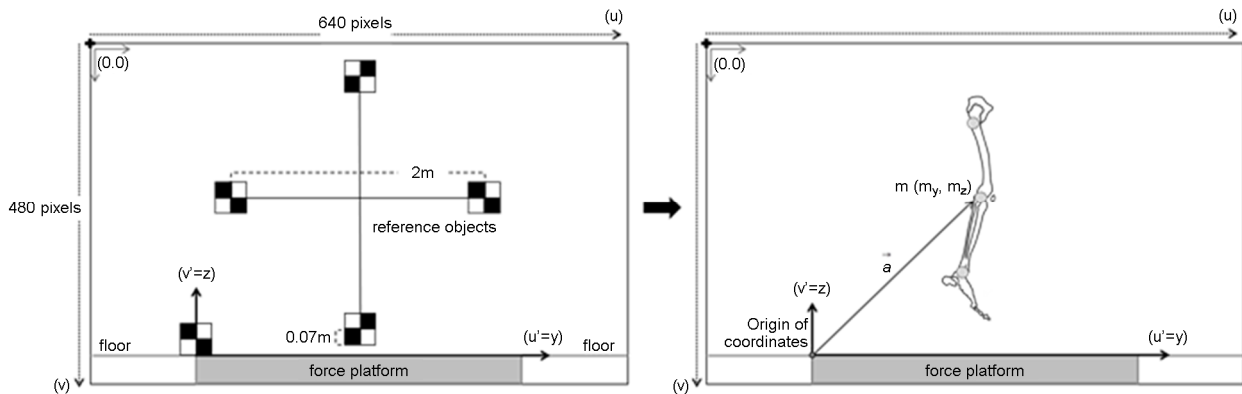 640 pixels
(u)
(0.0)
480 pixels
2m
reference objects
(v'=z)
0.07m
floor
(u'=y)
floor
(v)
force platform
(u)
(0.0)
m (my, mz)
a
(v'=z)
Origin of
coordinates
(u'=y)
(v)
force platform